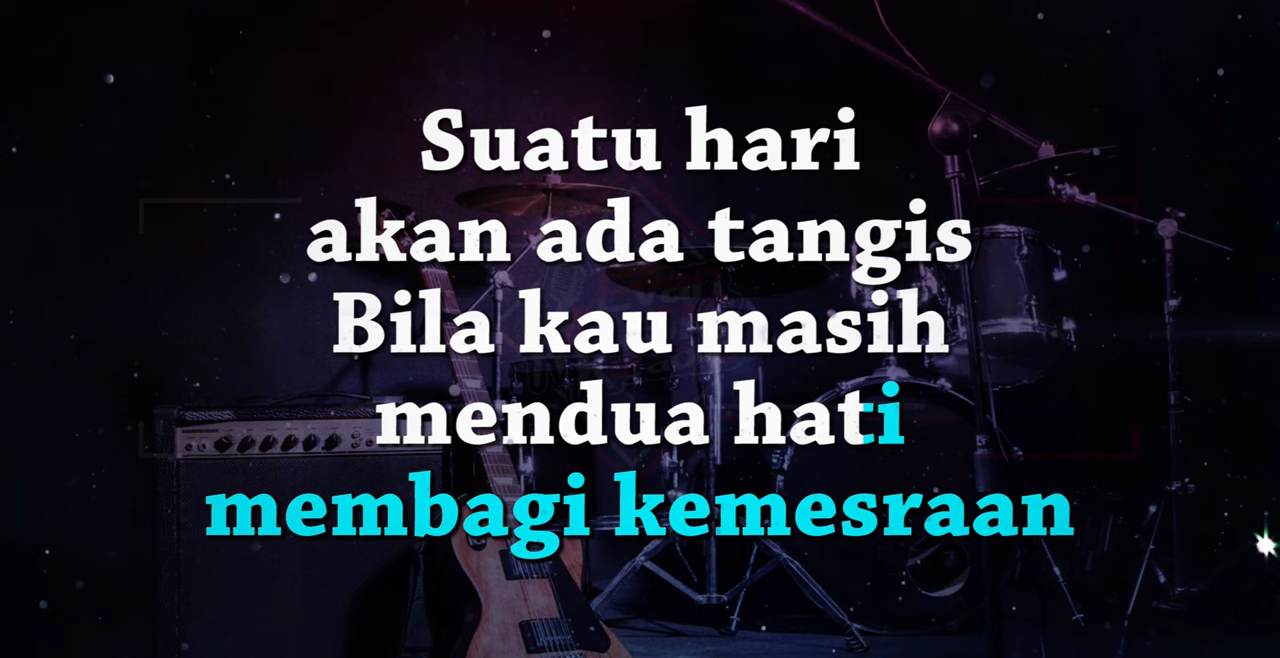 Suatu hari
akan ada tangis
Bila kau masih
mendua hati
membagi kemesraan